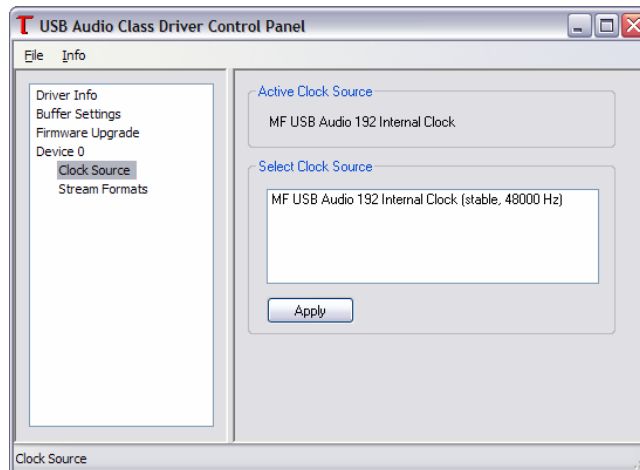 USB Audio Class Driver Control Panel
File Info
Driver Info
Buffer Settings
Firmware Upgrade
Device 0
Clock Source
Stream Formats
Active Clock Source
MF USB Audio 192 Internal Clock
Select Clock Source
MF USB Audio 192 Internal Clock (stable, 48000 Hz)
Apply
Clock Source